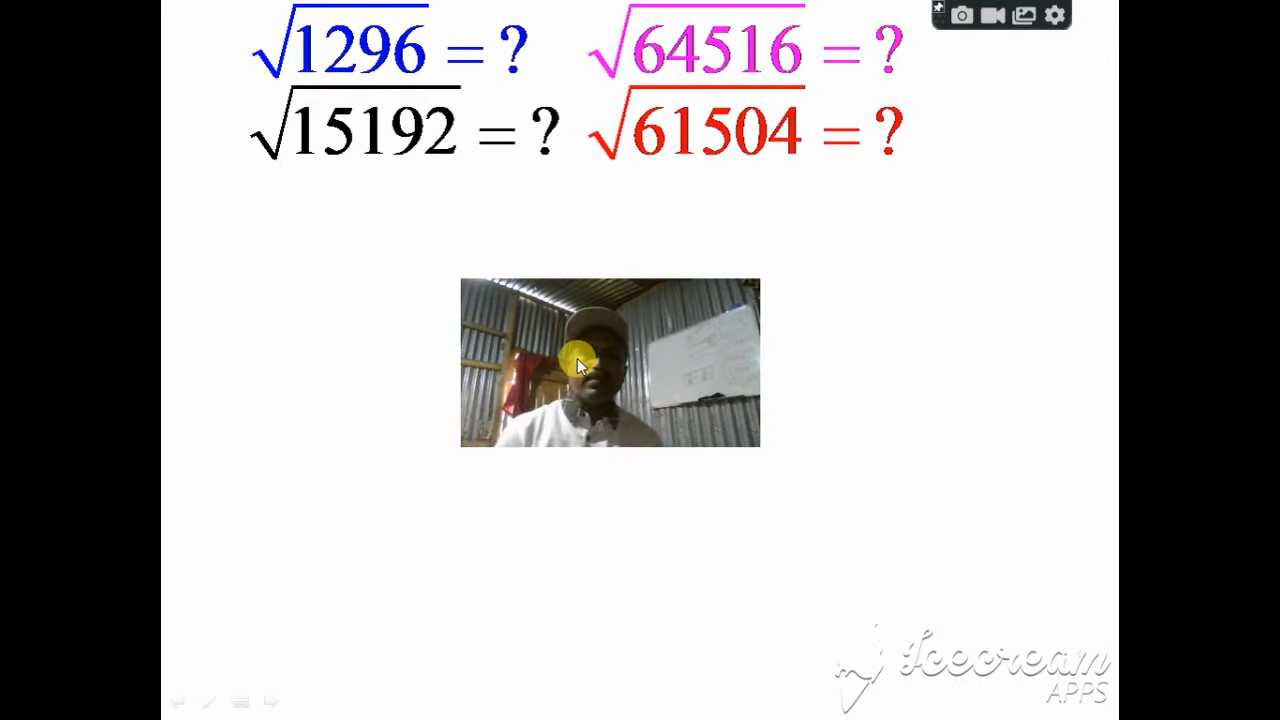 √1296 = ? √64516 = ?
√15192 = ? √61504 = ?
Icecream
APPS